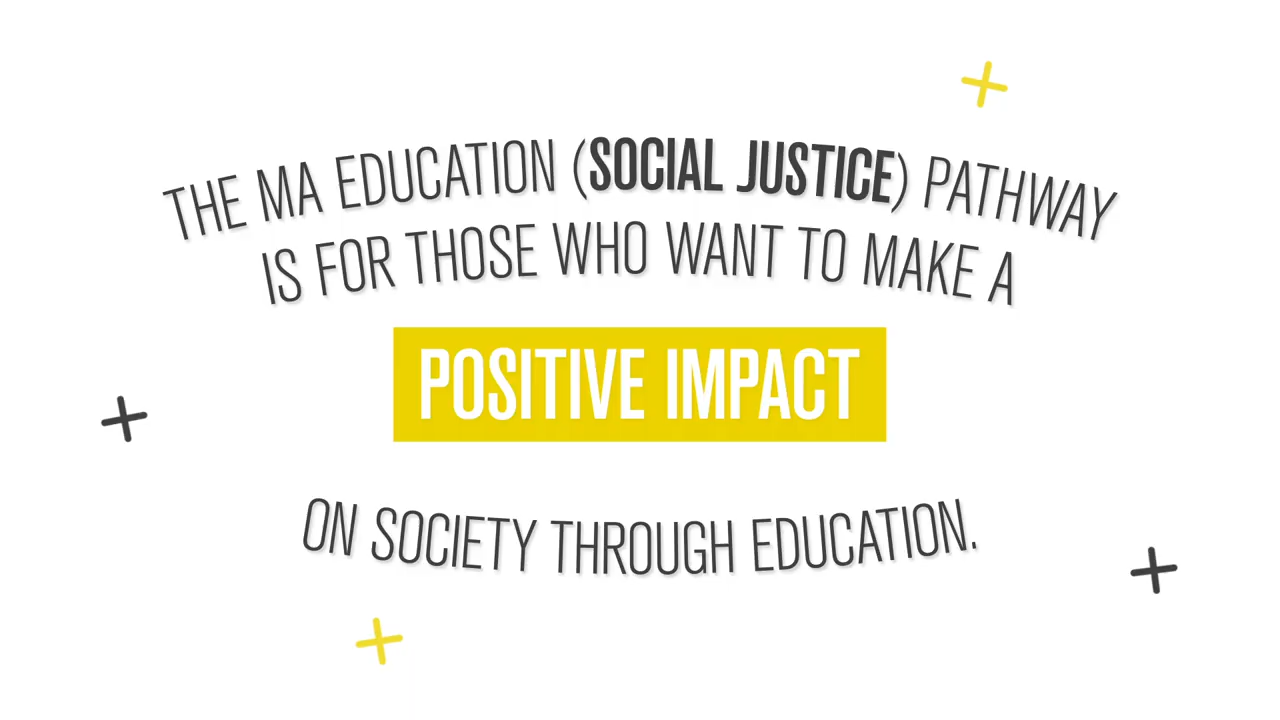 THE MA EDUCATION (SOCIAL JUSTICE) PATHWAY
IS FOR THOSE WHO WANT TO MAKE A
POSITIVE IMPACT
ON SOCIETY THROUGH EDUCATION.